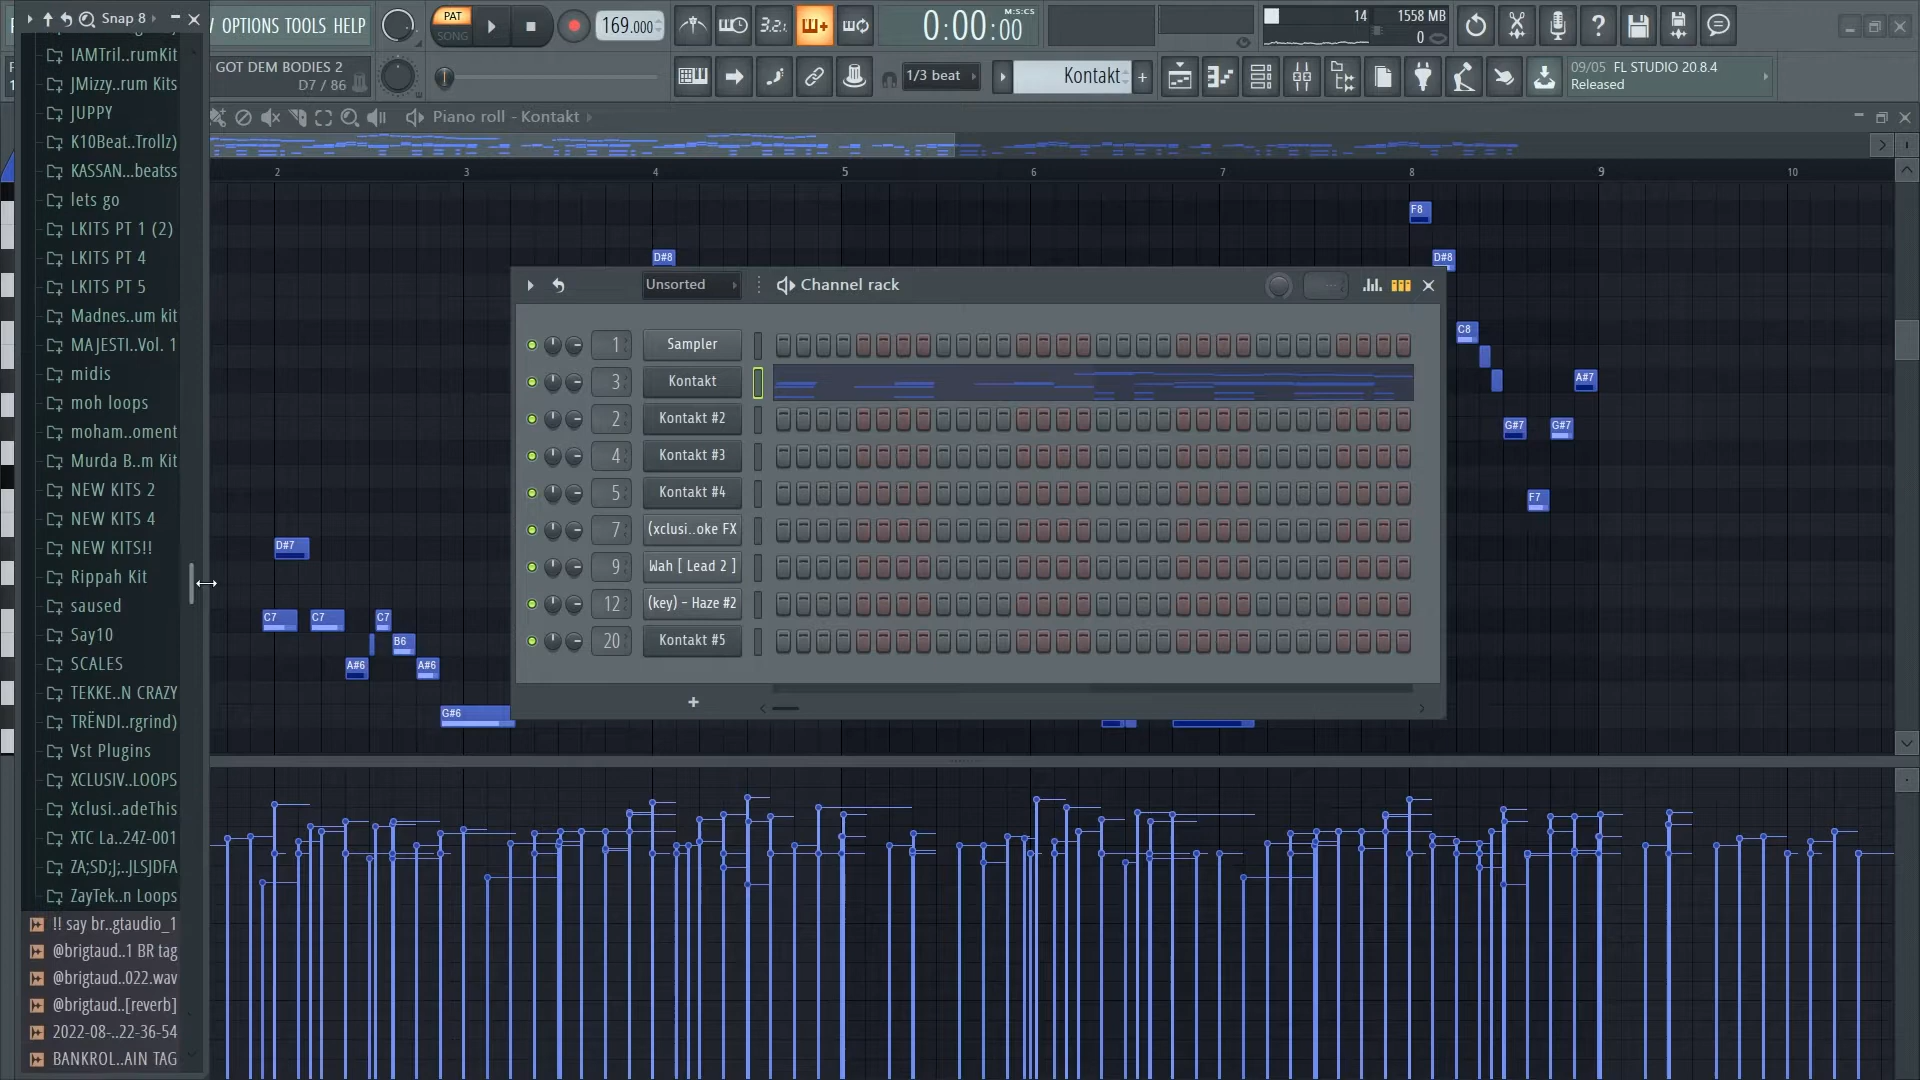 Snap 8
W OPTIONS TOOLS HELP
PAT
SONG
169.000
3.2
0:00:00
M:S:CS
14
1558 MB
0
GOT DEM BODIES 2
D7 / 86
1/3 beat
Kontakt
09/05 FL STUDIO 20.8.4
Released
Piano roll - Kontakt
2 3 4 5 6 7 8 9 10
IAMTril..rumKit
JMizzy..rum Kits
JUPPY
K10Beat..Trollz)
KASSAN...beatss
lets go
LKITS PT 1 (2)
LKITS PT 4
LKITS PT 5
Madnes..um kit
MAJESTI..Vol. 1
midis
moh loops
moham..oment
Murda B..m Kit
NEW KITS 2
NEW KITS 4
NEW KITS!!
Rippah Kit
saused
Say10
SCALES
TEKKE..N CRAZY
TRËNDI..rgrind)
Vst Plugins
XCLUSIV..LOOPS
Xclusi..adeThis
XTC La..24Z-001
ZA;SD;J;..JLSJDFA
ZayTek..n Loops
!! say br..gtaudio_1
@brigtaud..1 BR tag
@brigtaud..022.wav
@brigtaud..[reverb]
2022-08-..22-36-54
BANKROL..AIN TAG
F8
D#8
D#8
C8
A#7
G#7
G#7
F7
D#7
C7
C7
C7
B6
A#6
A#6
G#6
Unsorted
Channel rack
1 Sampler
3 Kontakt
2 Kontakt #2
4 Kontakt #3
5 Kontakt #4
7 (xclusi..oke FX
9 Wah [ Lead 2 ]
12 (key) - Haze #2
20 Kontakt #5